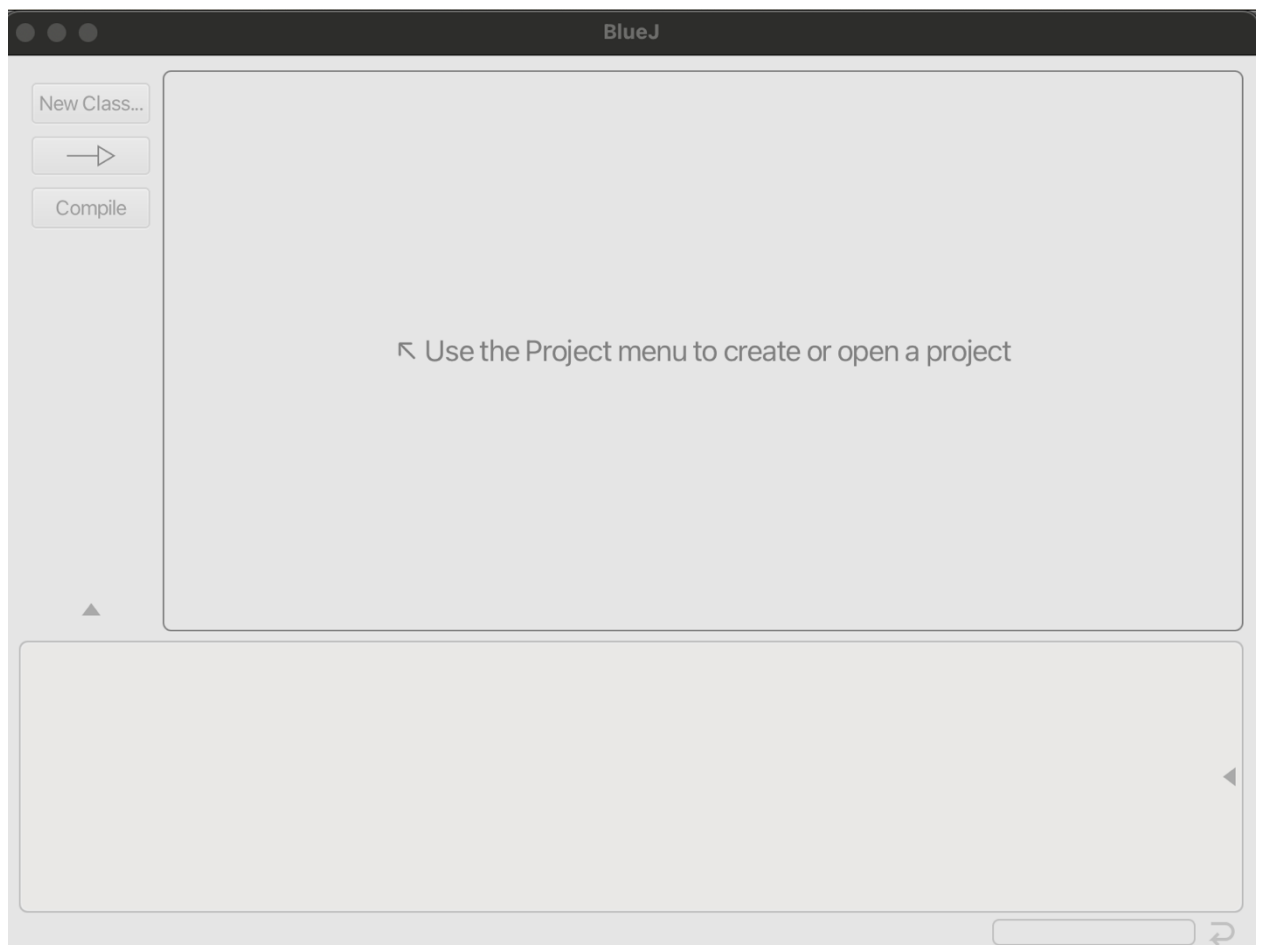 BlueJ
New Class...
Compile
Use the Project menu to create or open a project